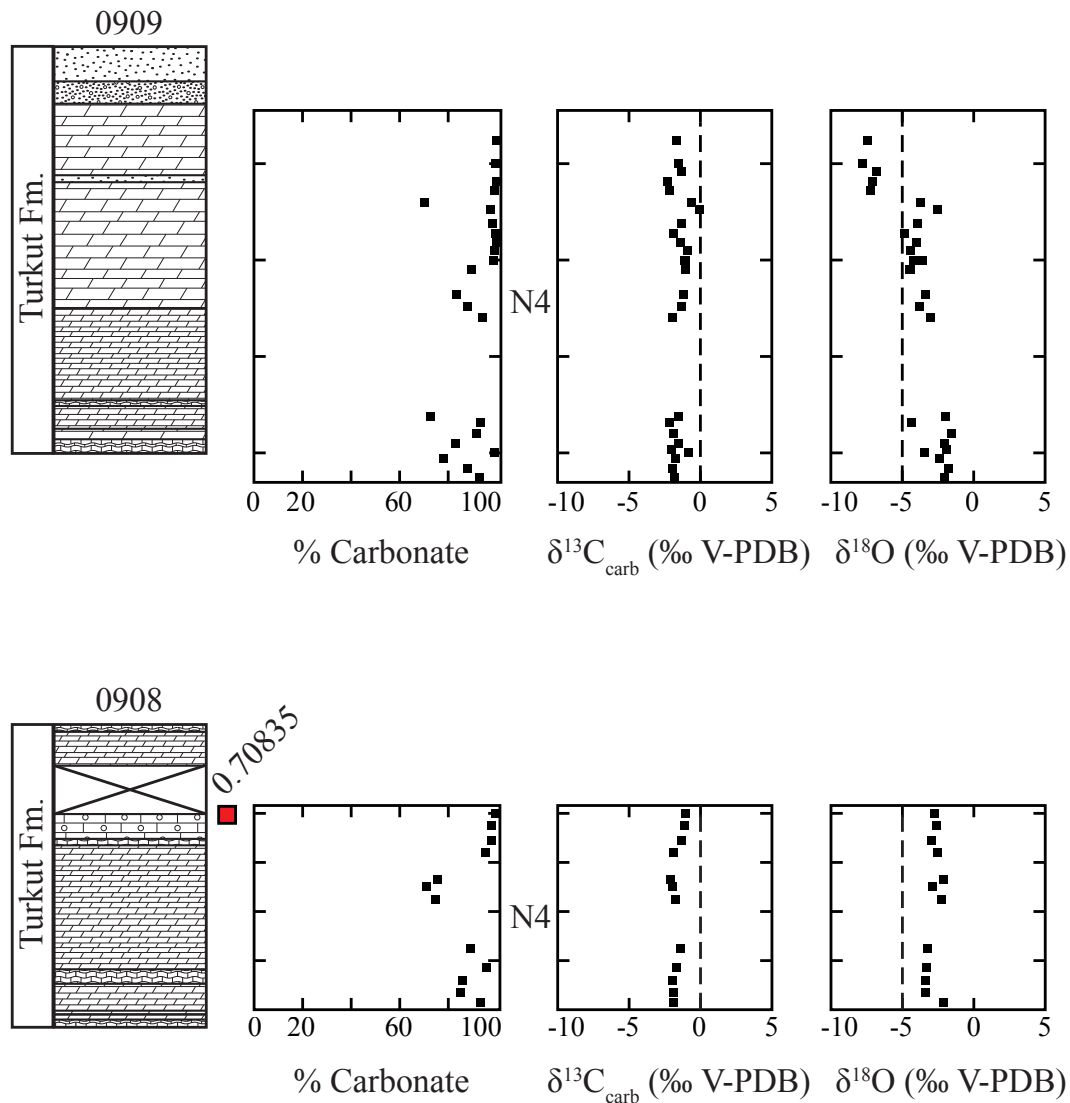 0909
Turkut Fm.
N4
0 20 60 100
-10 -5 0 5
-10 -5 0 5
% Carbonate
δ¹³C_carb (‰ V-PDB)
δ¹⁸O (‰ V-PDB)
0908
0.70835
Turkut Fm.
N4
0 20 60 100
-10 -5 0 5
-10 -5 0 5
% Carbonate
δ¹³C_carb (‰ V-PDB)
δ¹⁸O (‰ V-PDB)